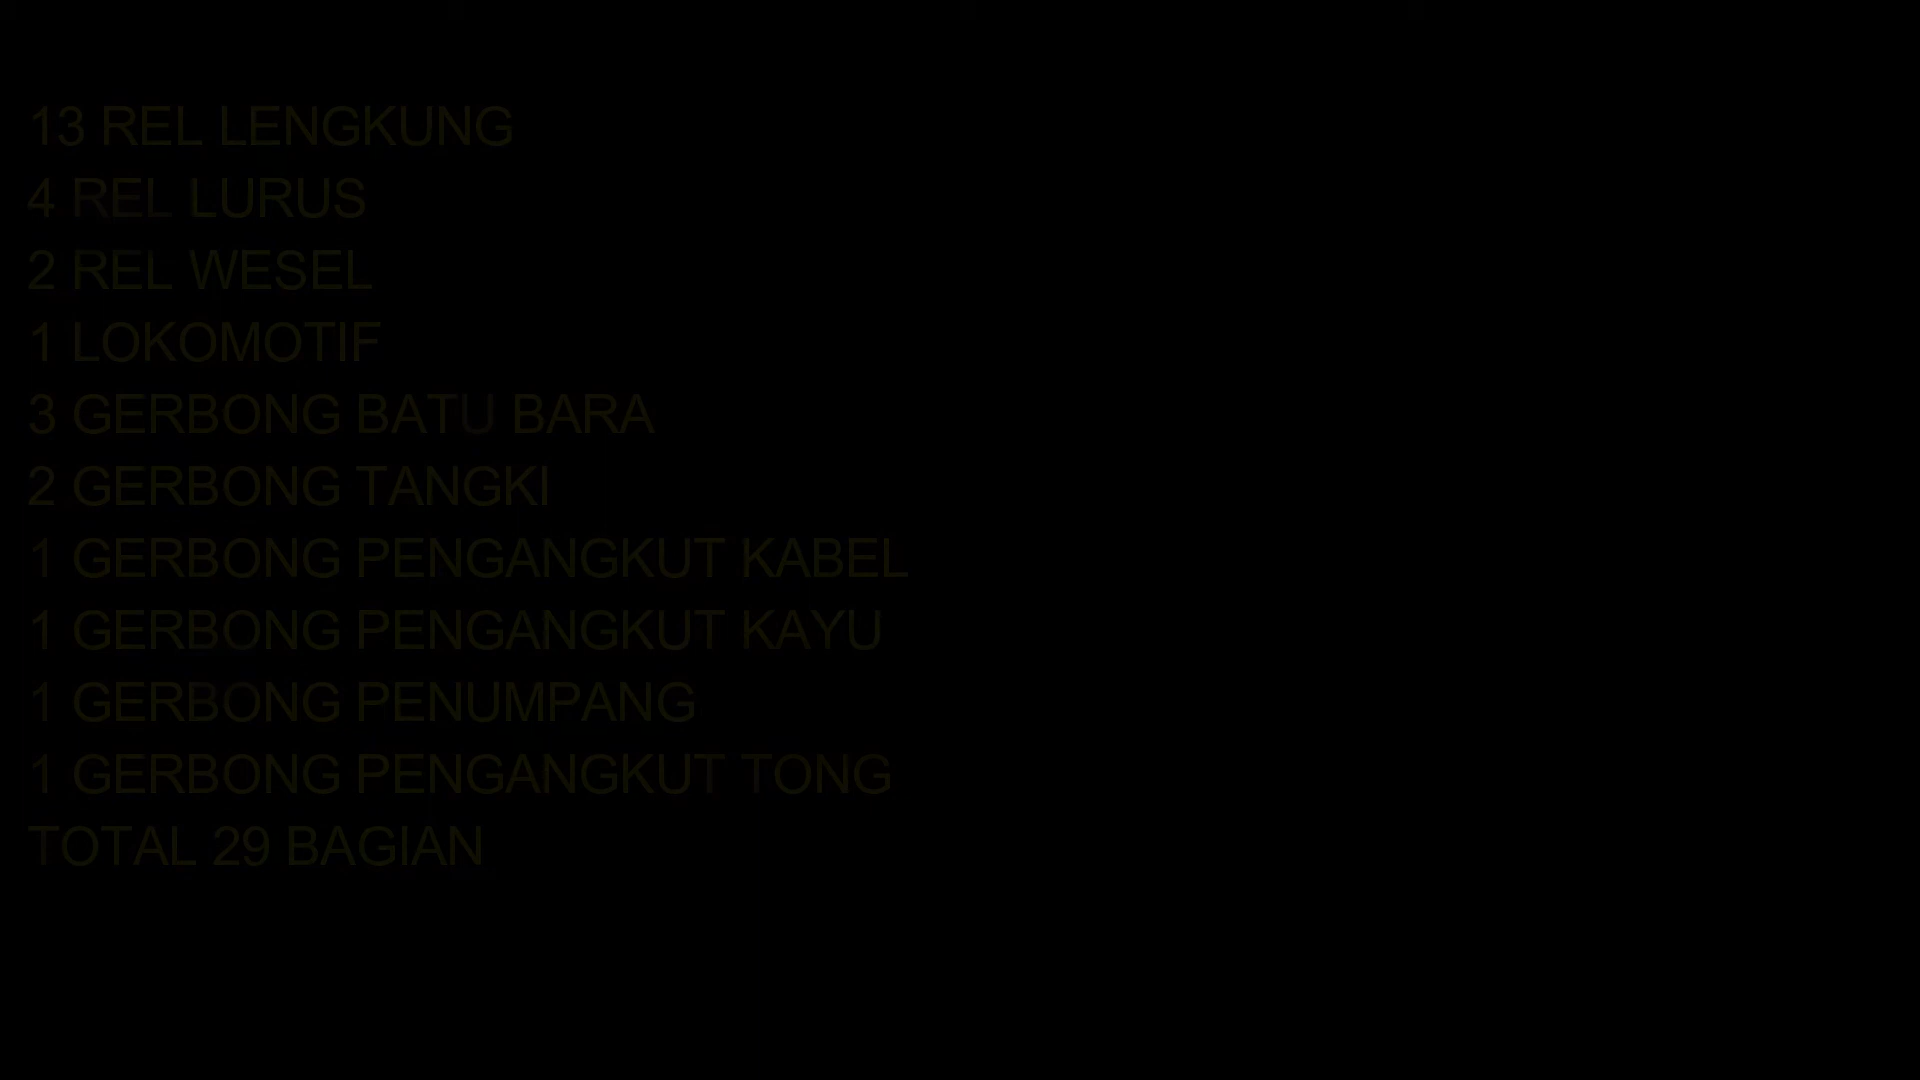 13 REL LENGKUNG
4 REL LURUS
2 REL WESEL
1 LOKOMOTIF
3 GERBONG BATU BARA
2 GERBONG TANGKI
1 GERBONG PENGANGKUT KABEL
1 GERBONG PENGANGKUT KAYU
1 GERBONG PENUMPANG
1 GERBONG PENGANGKUT TONG
TOTAL 29 BAGIAN